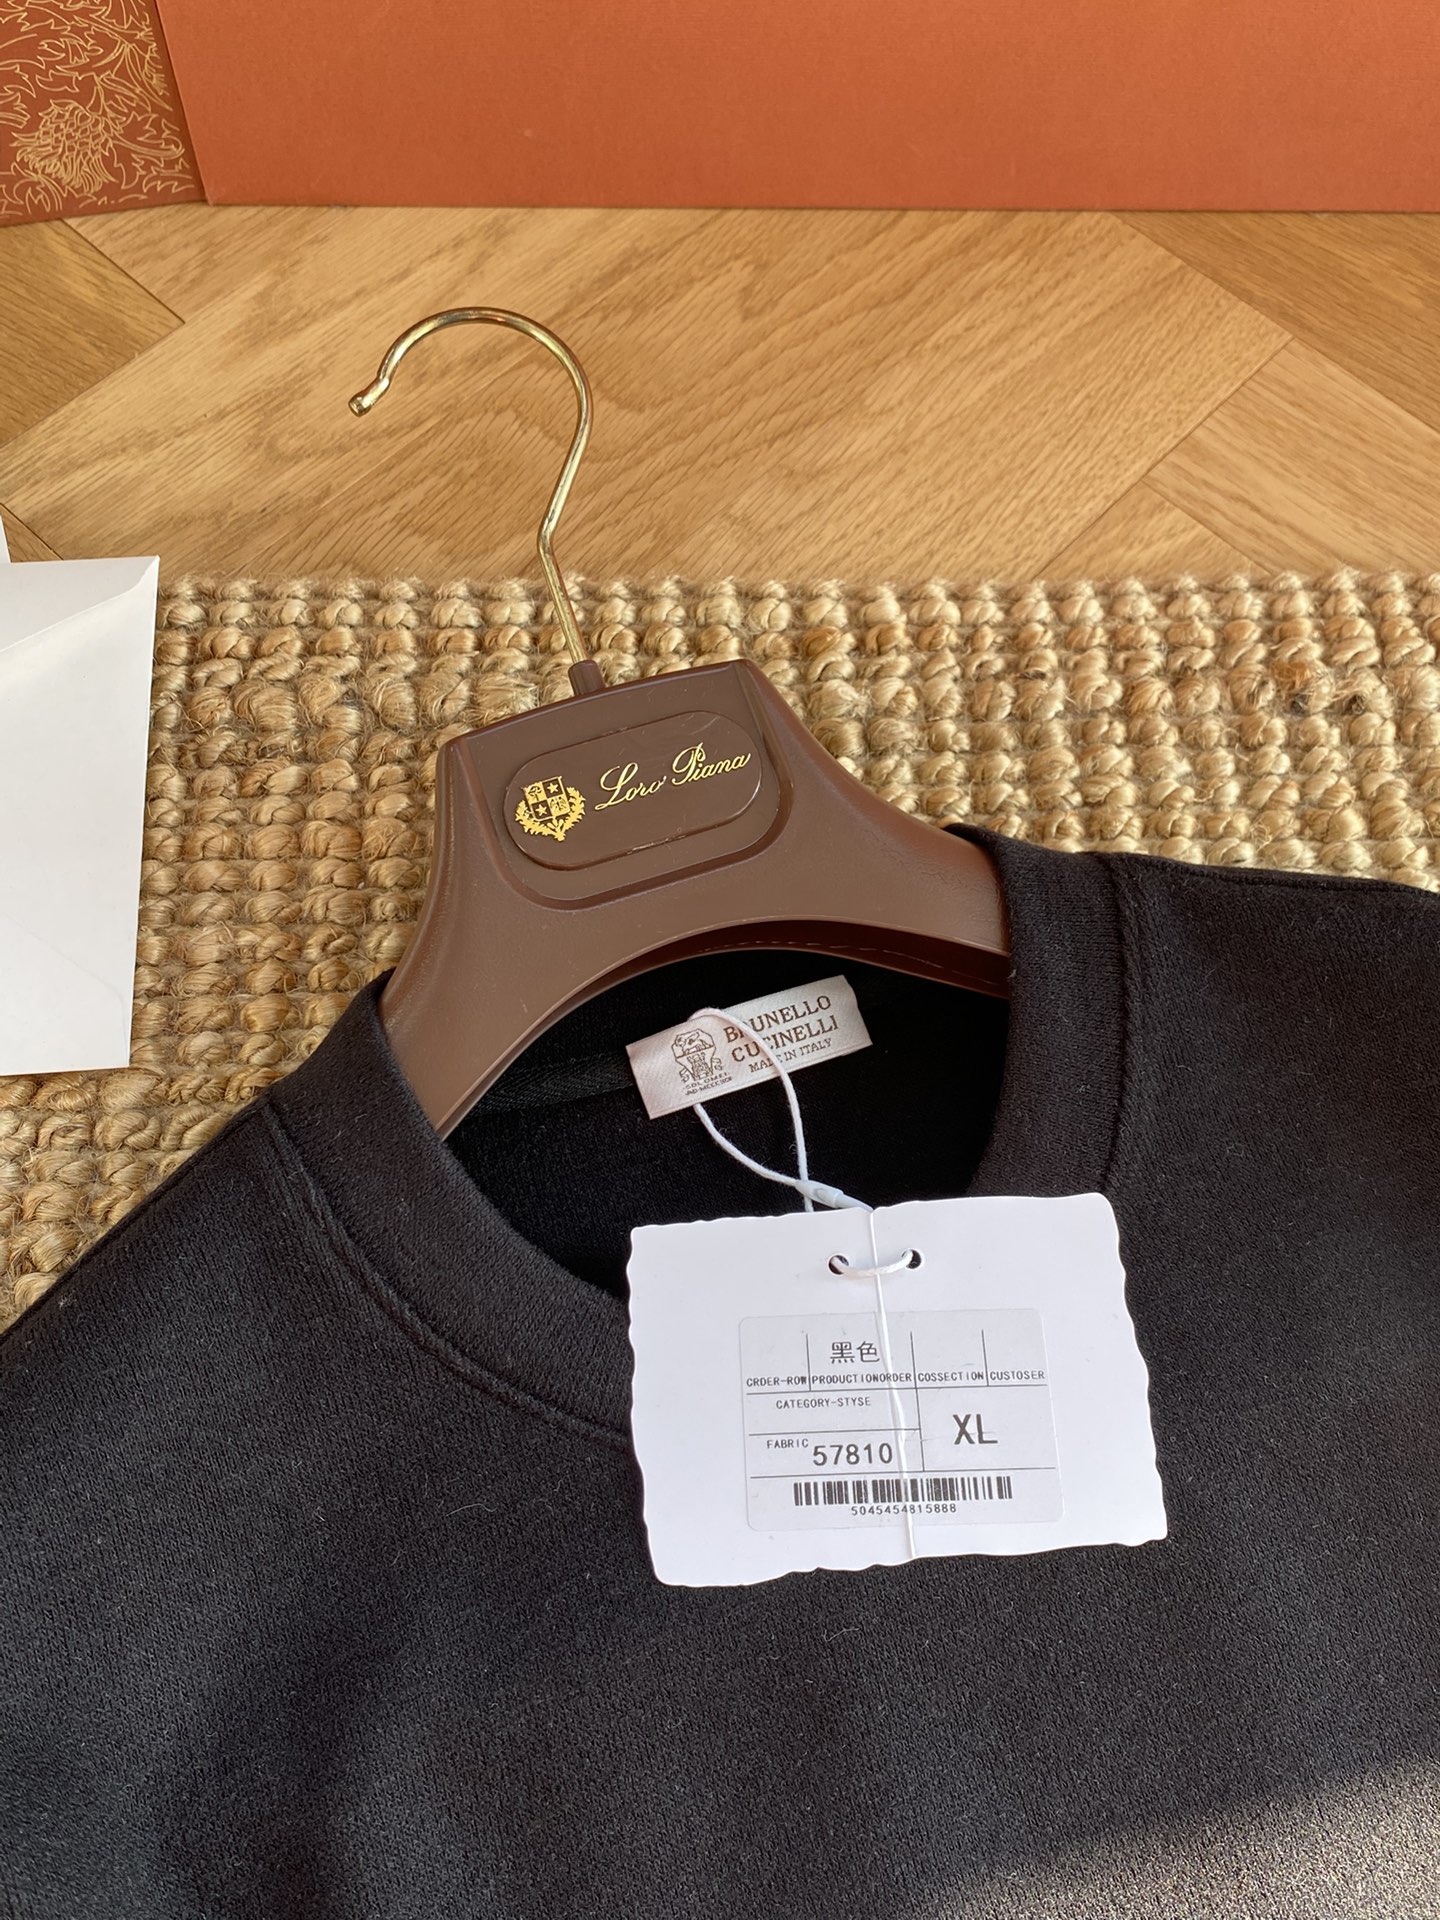 Loro Piana
BRUNELLO
CUCINELLI
MADE IN ITALY
SOLOMEI
黑色
CRDER-ROW PRODUCTIONORDER COSSECTION CUSTOSER
CATEGORY-STYSE
FABRIC 57810
XL
5045454815888